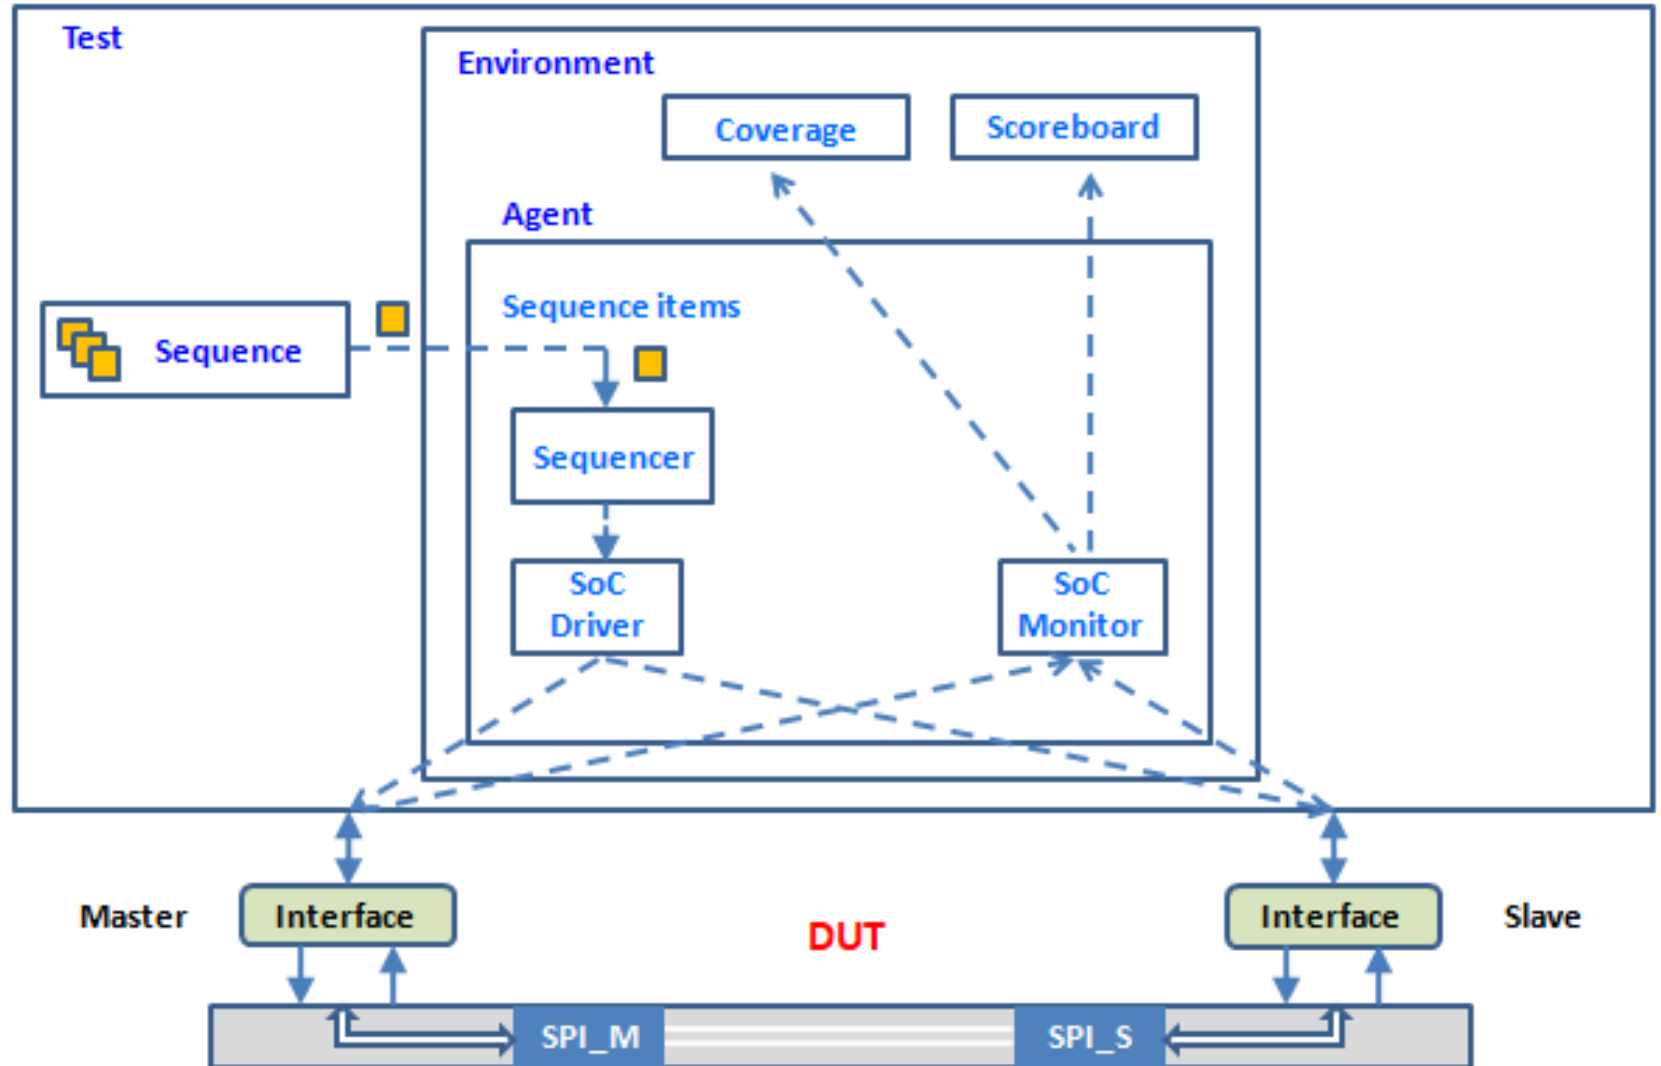 Test
Environment
Coverage
Scoreboard
Agent
Sequence items
Sequence
Sequencer
SoC
Driver
SoC
Monitor
Master
Interface
DUT
Interface
Slave
SPI_M
SPI_S